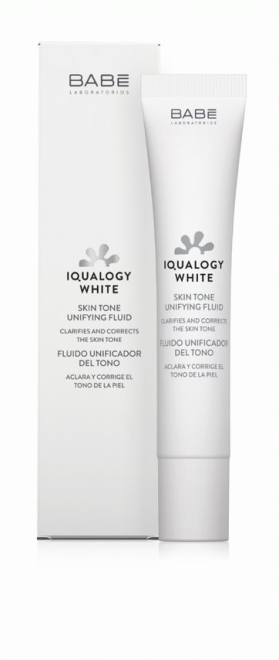 BABĒ
LABORATORIOS
IQUALOGY
WHITE
SKIN TONE
UNIFYING FLUID
CLARIFIES AND CORRECTS
THE SKIN TONE
FLUIDO UNIFICADOR
DEL TONO
ACLARA Y CORRIGE EL
TONO DE LA PIEL
BABĒ
LABORATORIOS
IQUALOGY
WHITE
SKIN TONE
UNIFYING FLUID
CLARIFIES AND CORRECTS
THE SKIN TONE
FLUIDO UNIFICADOR
DEL TONO
ACLARA Y CORRIGE EL
TONO DE LA PIEL